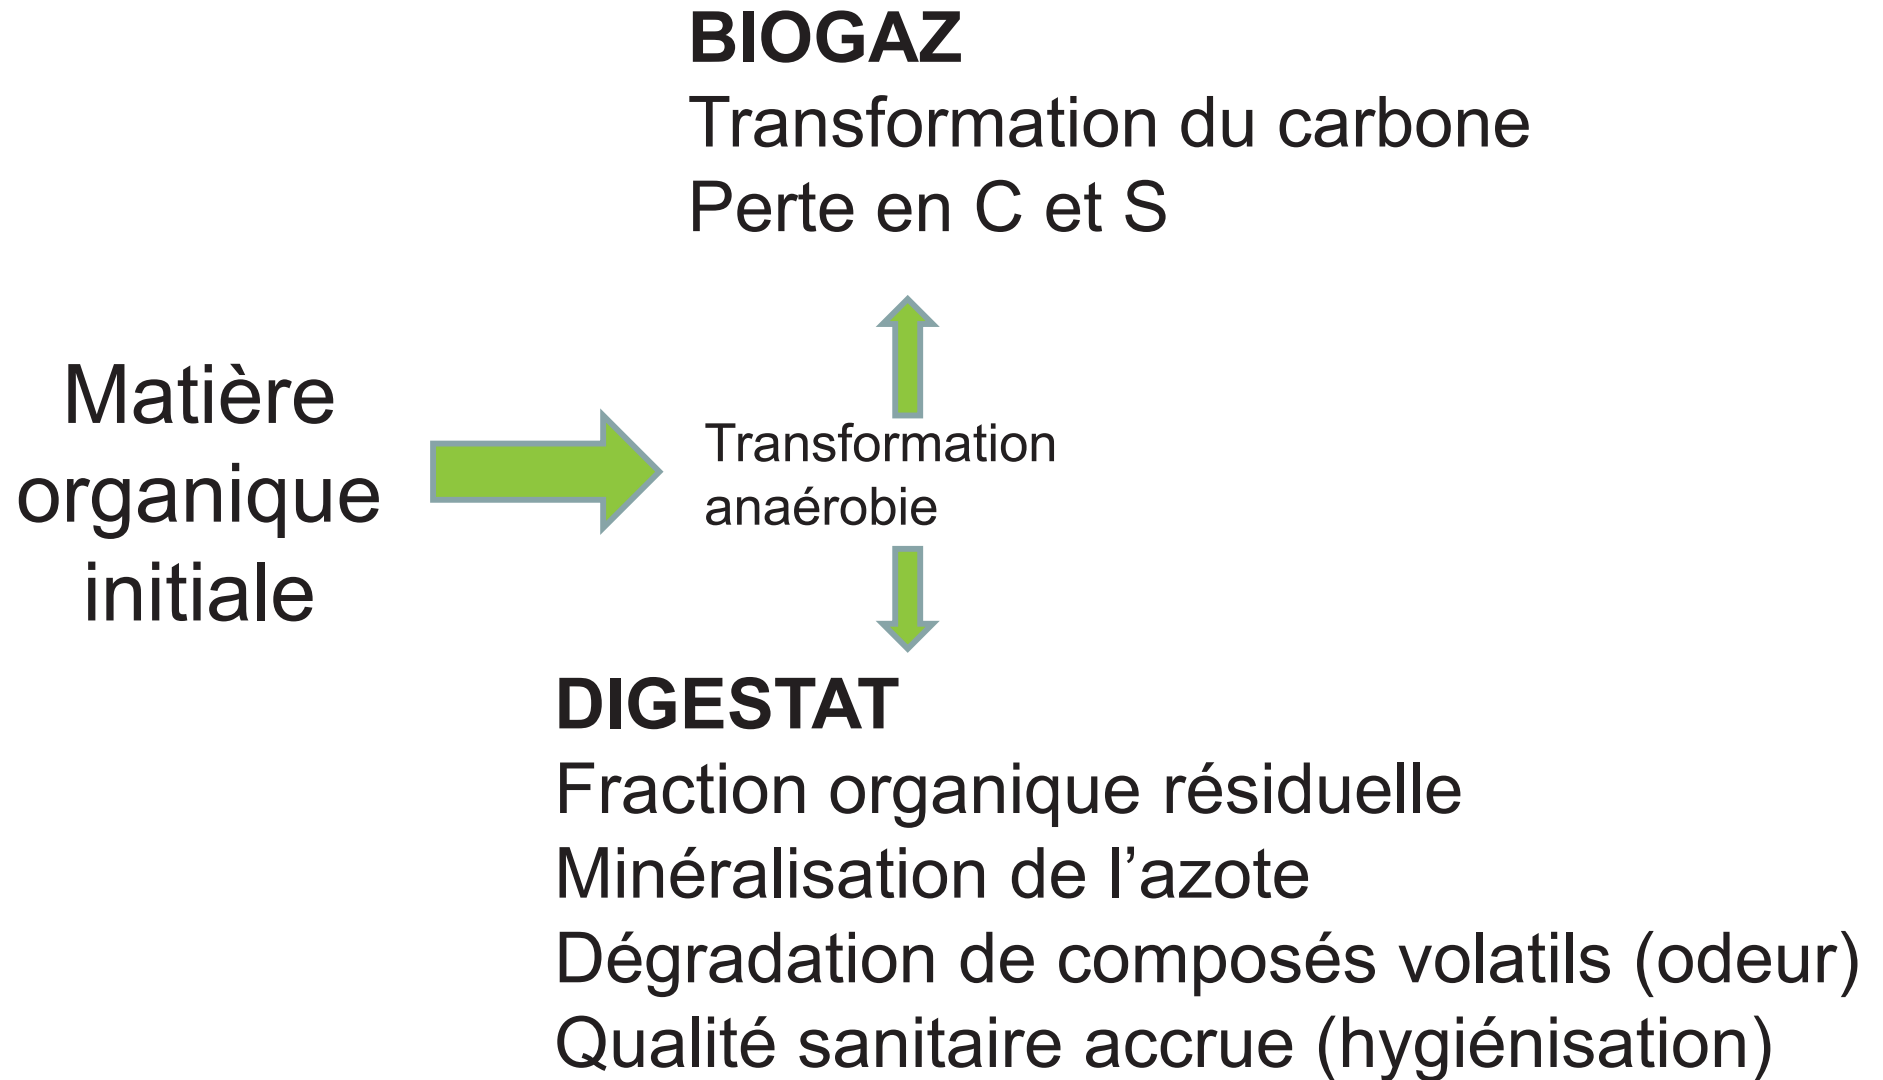 BIOGAZ
Transformation du carbone
Perte en C et S
Matière
organique
initiale
Transformation
anaérobie
DIGESTAT
Fraction organique résiduelle
Minéralisation de l’azote
Dégradation de composés volatils (odeur)
Qualité sanitaire accrue (hygiénisation)